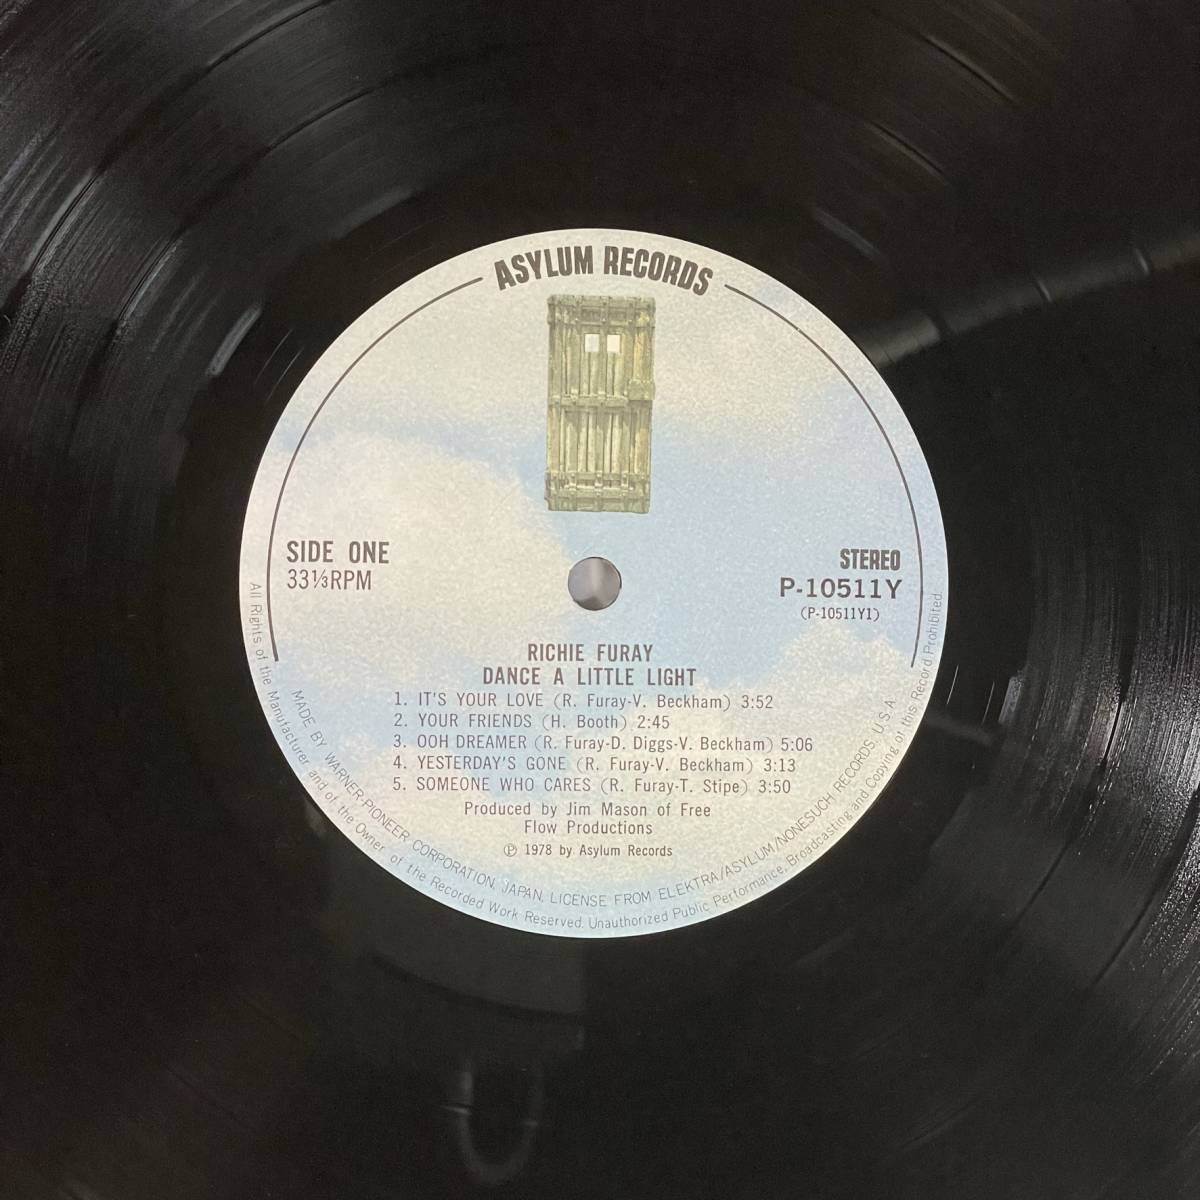 ASYLUM RECORDS
SIDE ONE
33⅓RPM
STEREO
P-10511Y
(P-10511Y1)
RICHIE FURAY
DANCE A LITTLE LIGHT
1. IT'S YOUR LOVE (R. Furay-V. Beckham) 3:52
2. YOUR FRIENDS (H. Booth) 2:45
3. OOH DREAMER (R. Furay-D. Diggs-V. Beckham) 5:06
4. YESTERDAY'S GONE (R. Furay-V. Beckham) 3:13
5. SOMEONE WHO CARES (R. Furay-T. Stipe) 3:50
Produced by Jim Mason of Free
Flow Productions
℗ 1978 by Asylum Records
MADE BY WARNER-PIONEER CORPORATION, JAPAN. LICENSE FROM ELEKTRA/ASYLUM/NONESUCH RECORDS. U.S.A.
All Rights of the Manufacturer and of the Owner of the Recorded Work Reserved. Unauthorized Public Performance, Broadcasting and Copying of this Record Prohibited.